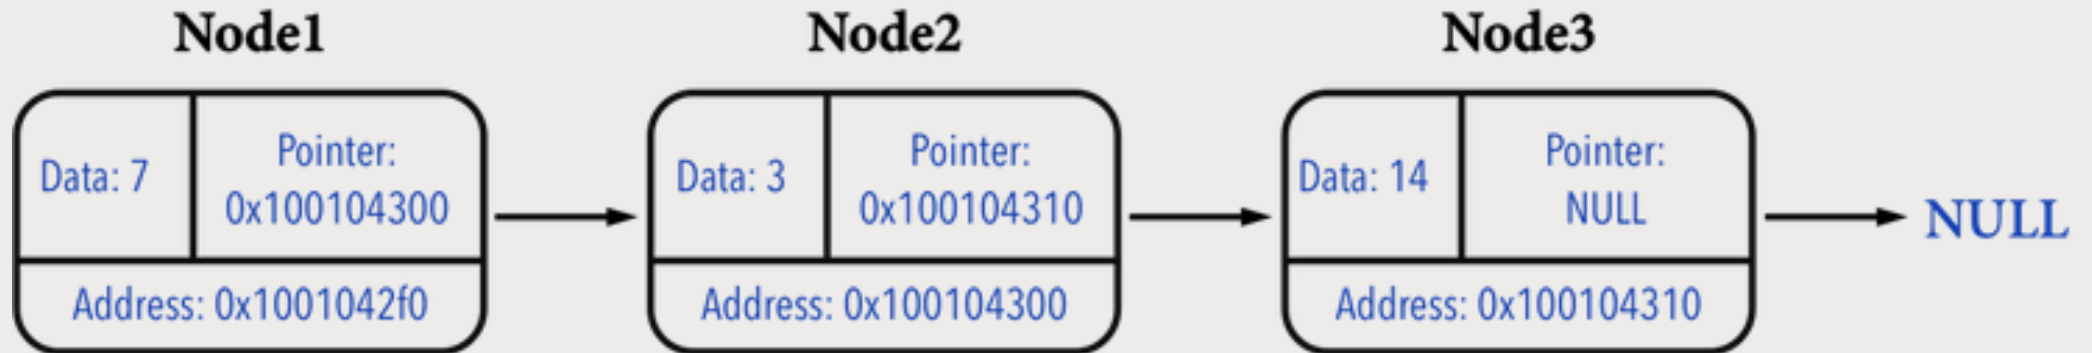 Node1
Data: 7
Pointer:
0x100104300
Address: 0x1001042f0
Node2
Data: 3
Pointer:
0x100104310
Address: 0x100104300
Node3
Data: 14
Pointer:
NULL
Address: 0x100104310
NULL